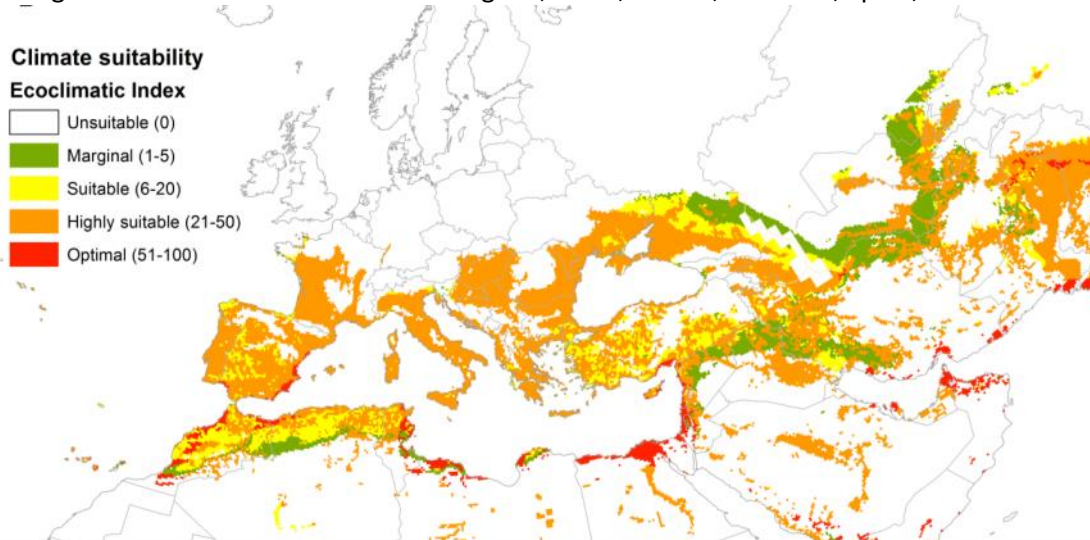 Climate suitability
Ecoclimatic Index
Unsuitable (0)
Marginal (1-5)
Suitable (6-20)
Highly suitable (21-50)
Optimal (51-100)